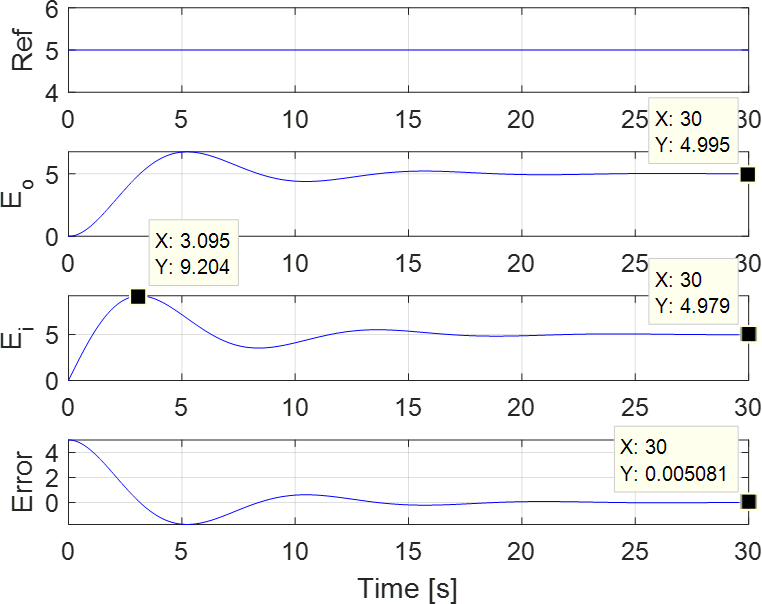 Ref
6
5
4
0 5 10 15 20 25 30
X: 30
Y: 4.995
E_o
5
0
0 5 10 15 20 25 30
X: 3.095
Y: 9.204
X: 30
Y: 4.979
E_i
5
0
0 5 10 15 20 25 30
X: 30
Y: 0.005081
Error
4
2
0
0 5 10 15 20 25 30
Time [s]